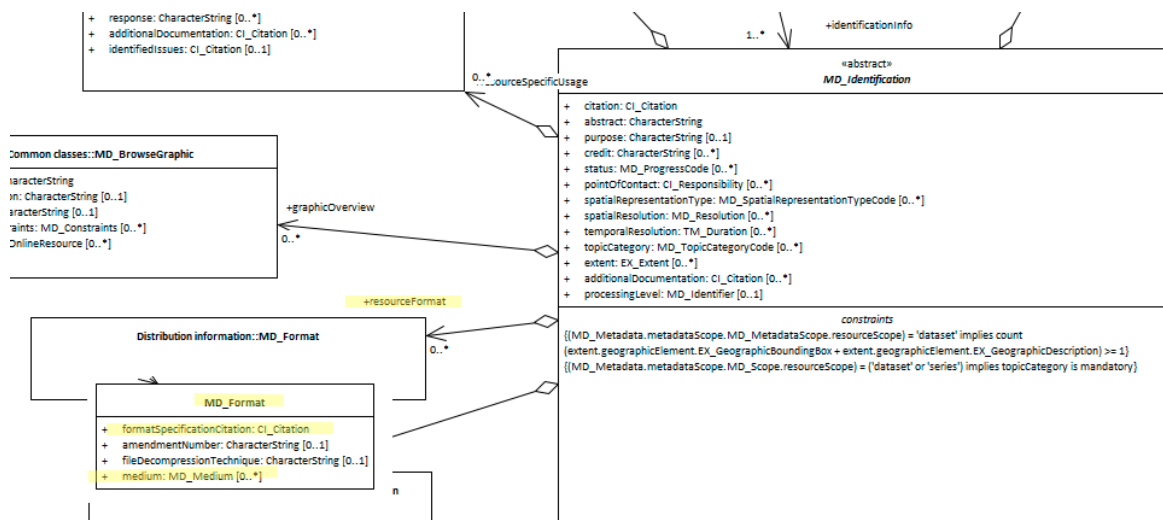 + response: CharacterString [0..*]
+ additionalDocumentation: CI_Citation [0..*]
+ identifiedIssues: CI_Citation [0..1]
0..*
ourceSpecificUsage
+identificationInfo
1..*
«abstract»
MD_Identification
+ citation: CI_Citation
+ abstract: CharacterString
+ purpose: CharacterString [0..1]
+ credit: CharacterString [0..*]
+ status: MD_ProgressCode [0..*]
+ pointOfContact: CI_Responsibility [0..*]
+ spatialRepresentationType: MD_SpatialRepresentationTypeCode [0..*]
+ spatialResolution: MD_Resolution [0..*]
+ temporalResolution: TM_Duration [0..*]
+ topicCategory: MD_TopicCategoryCode [0..*]
+ extent: EX_Extent [0..*]
+ additionalDocumentation: CI_Citation [0..*]
+ processingLevel: MD_Identifier [0..1]
constraints
{(MD_Metadata.metadataScope.MD_MetadataScope.resourceScope) = 'dataset' implies count
(extent.geographicElement.EX_GeographicBoundingBox + extent.geographicElement.EX_GeographicDescription) >= 1}
{(MD_Metadata.metadataScope.MD_Scope.resourceScope) = ('dataset' or 'series') implies topicCategory is mandatory}
Common classes::MD_BrowseGraphic
haracterString
on: CharacterString [0..1]
aracterString [0..1]
raints: MD_Constraints [0..*]
OnlineResource [0..*]
+graphicOverview
0..*
+resourceFormat
0..*
Distribution information::MD_Format
MD_Format
+ formatSpecificationCitation: CI_Citation
+ amendmentNumber: CharacterString [0..1]
+ fileDecompressionTechnique: CharacterString [0..1]
+ medium: MD_Medium [0..*]
n